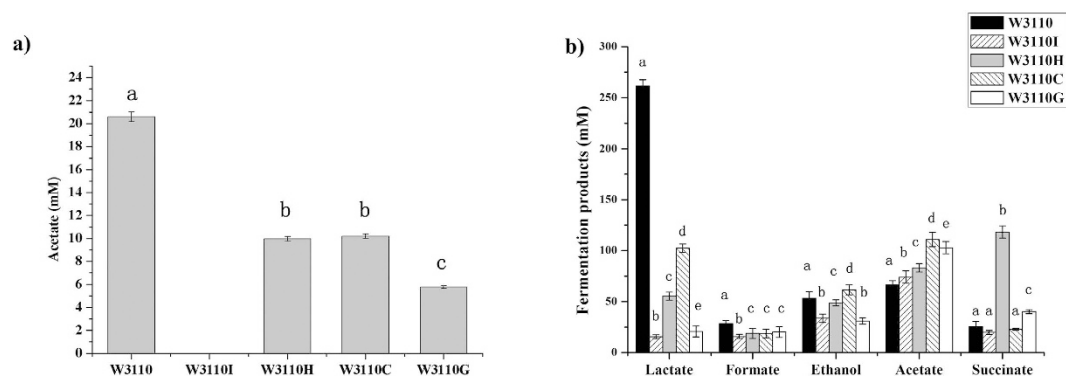 a)
Acetate (mM)
24
22
20
18
16
14
12
10
8
6
4
2
0
a
b
b
c
W3110 W3110I W3110H W3110C W3110G
b)
W3110
W3110I
W3110H
W3110C
W3110G
Fermentation products (mM)
300
250
200
150
100
50
0
a b c d e
a b c c c
a b c d b
a b c d e
a a b a c
Lactate Formate Ethanol Acetate Succinate